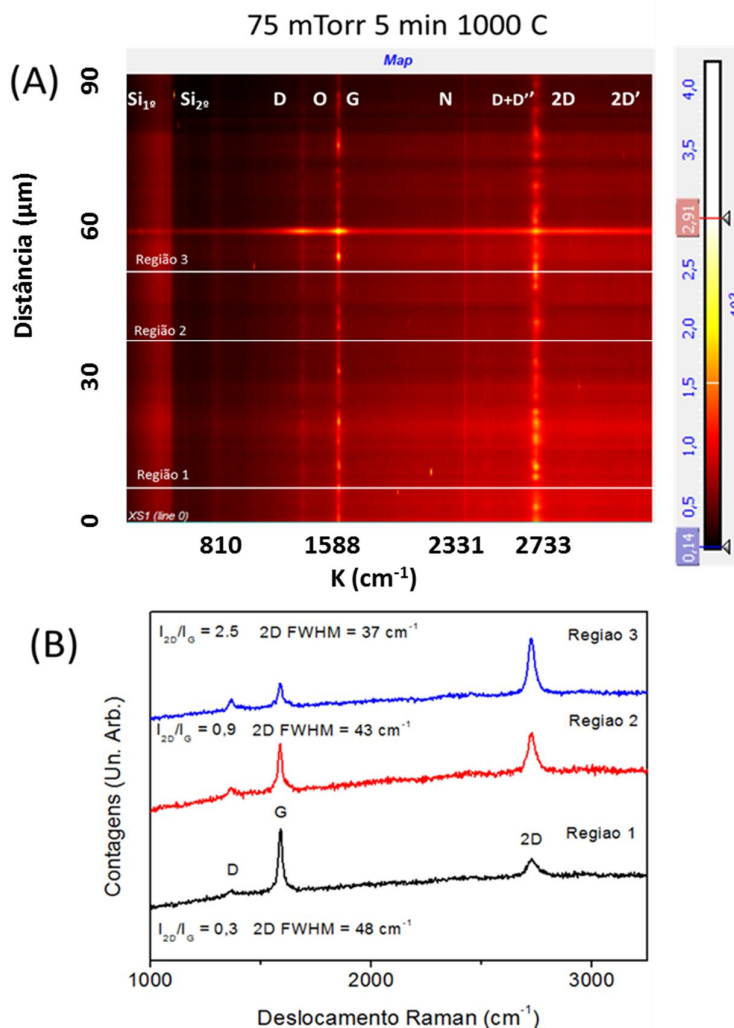 75 mTorr 5 min 1000 C
(A)
Map
Si1º Si2º D O G N D+D'' 2D 2D'
90
60
30
0
Distância (µm)
Região 3
Região 2
Região 1
XS1 (line 0)
810 1588 2331 2733
K (cm-1)
4,0
3,5
2,91
2,5
2,0
1,5
1,0
0,5
0,14
(B)
I2D/IG = 2.5 2D FWHM = 37 cm-1 Regiao 3
I2D/IG = 0,9 2D FWHM = 43 cm-1 Regiao 2
G
D 2D Regiao 1
I2D/IG = 0,3 2D FWHM = 48 cm-1
Contagens (Un. Arb.)
1000 2000 3000
Deslocamento Raman (cm-1)